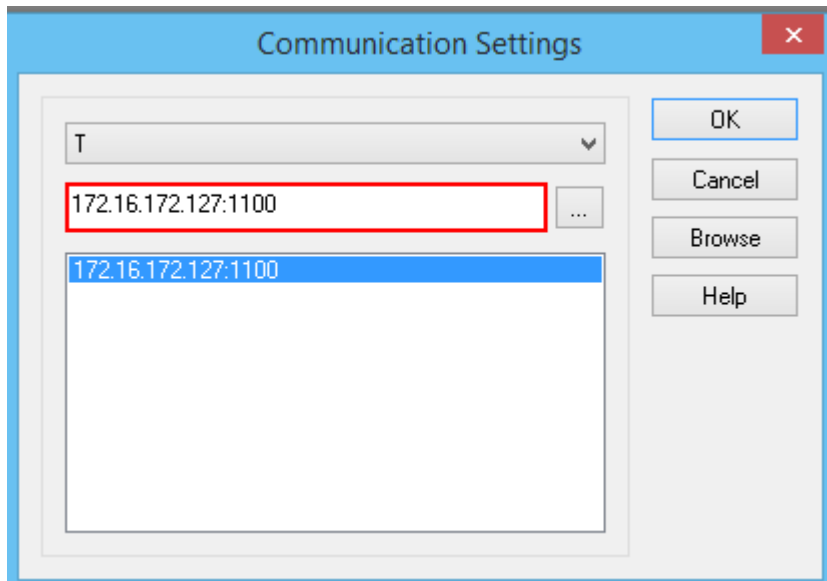 Communication Settings
T
172.16.172.127:1100
...
172.16.172.127:1100
OK
Cancel
Browse
Help